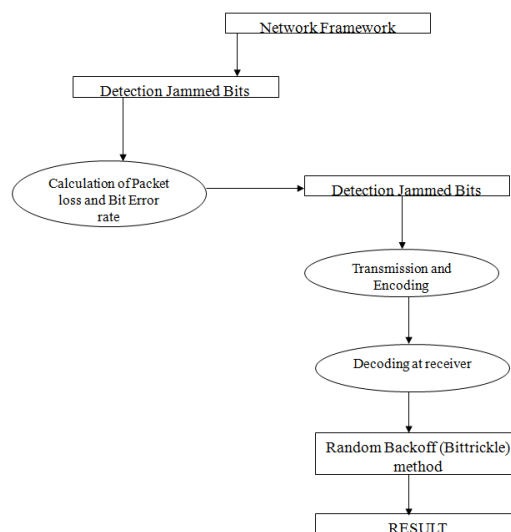 Network Framework
Detection Jammed Bits
Calculation of Packet
loss and Bit Error
rate
Detection Jammed Bits
Transmission and
Encoding
Decoding at receiver
Random Backoff (Bittrickle)
method
RESULT